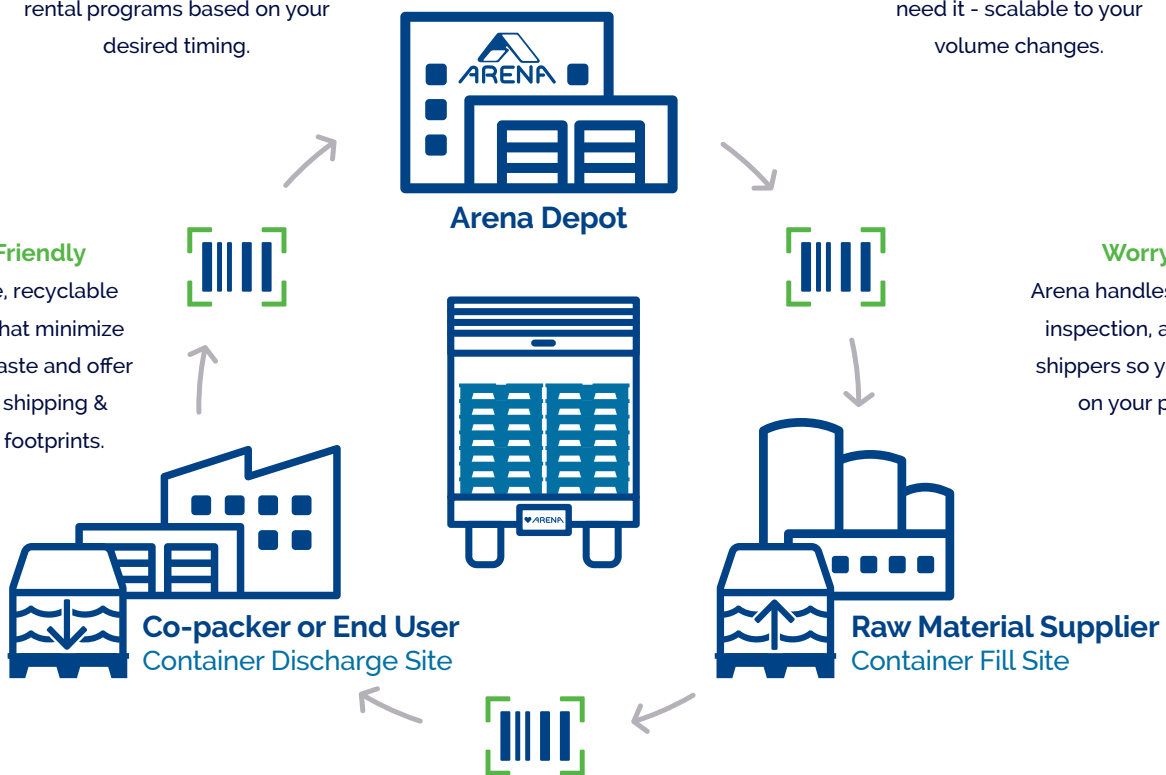 rental programs based on your
desired timing.
need it - scalable to your
volume changes.
ARENA
Arena Depot
Friendly
, recyclable
hat minimize
aste and offer
shipping &
footprints.
Worry
Arena handles
inspection, a
shippers so y
on your p
ARENA
Co-packer or End User
Container Discharge Site
Raw Material Supplier
Container Fill Site